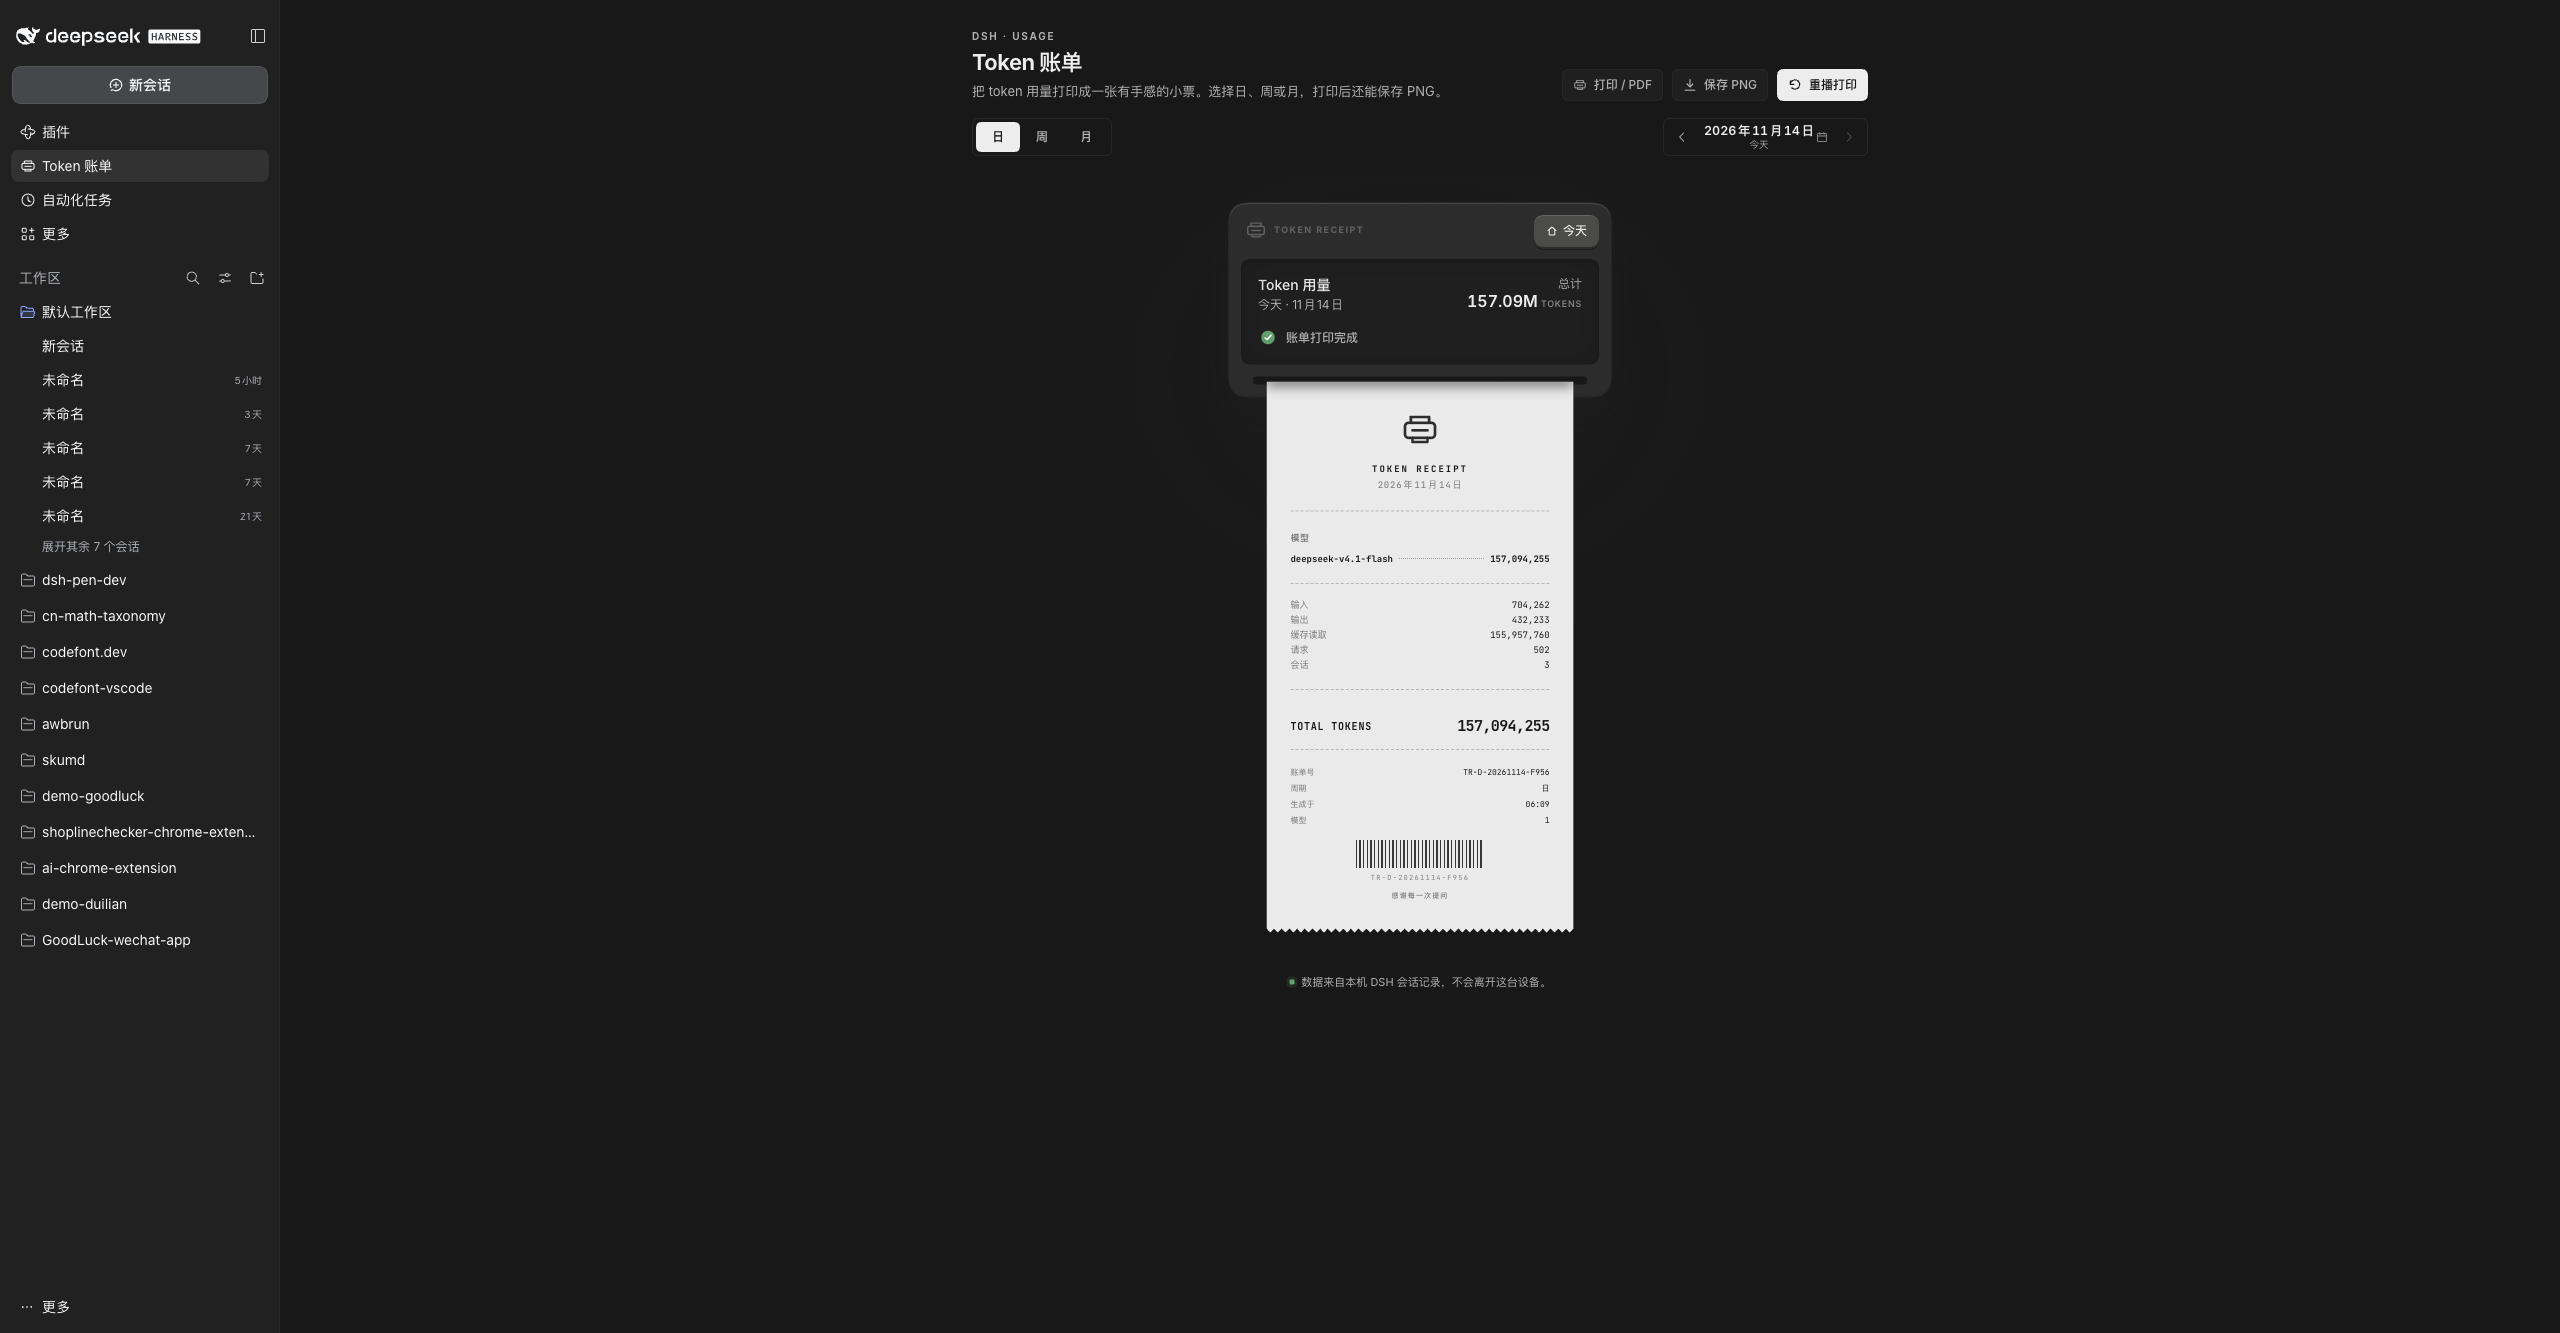 deepseek HARNESS
新会话
插件
Token 账单
自动化任务
更多
工作区
默认工作区
新会话
未命名 5小时
未命名 3天
未命名 7天
未命名 7天
未命名 21天
展开其余 7 个会话
dsh-pen-dev
cn-math-taxonomy
codefont.dev
codefont-vscode
awbrun
skumd
demo-goodluck
shoplinechecker-chrome-exten...
ai-chrome-extension
demo-duilian
GoodLuck-wechat-app
更多
DSH · USAGE
Token 账单
把 token 用量打印成一张有手感的小票。选择日、周或月，打印后还能保存 PNG。
打印 / PDF
保存 PNG
重播打印
日 周 月
2026年11月14日
今天
TOKEN RECEIPT
今天
Token 用量
今天 · 11月14日
总计
157.09M TOKENS
账单打印完成
TOKEN RECEIPT
2026年11月14日
模型
deepseek-v4.1-flash 157,094,255
输入 704,262
输出 432,233
缓存读取 155,957,760
请求 502
会话 3
TOTAL TOKENS 157,094,255
账单号 TR-D-20261114-F956
周期 日
生成于 06:09
模型 1
TR-D-20261114-F956
感谢每一次提问
数据来自本机 DSH 会话记录，不会离开这台设备。